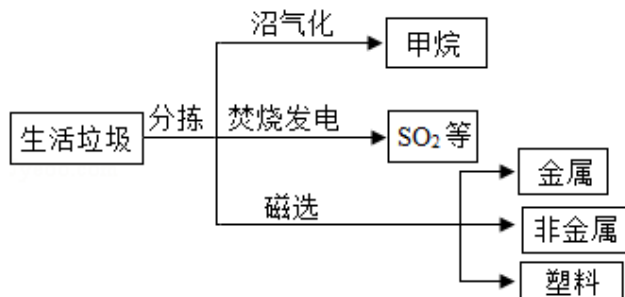 沼气化
甲烷
生活垃圾
分拣
焚烧发电
SO₂等
金属
磁选
非金属
塑料